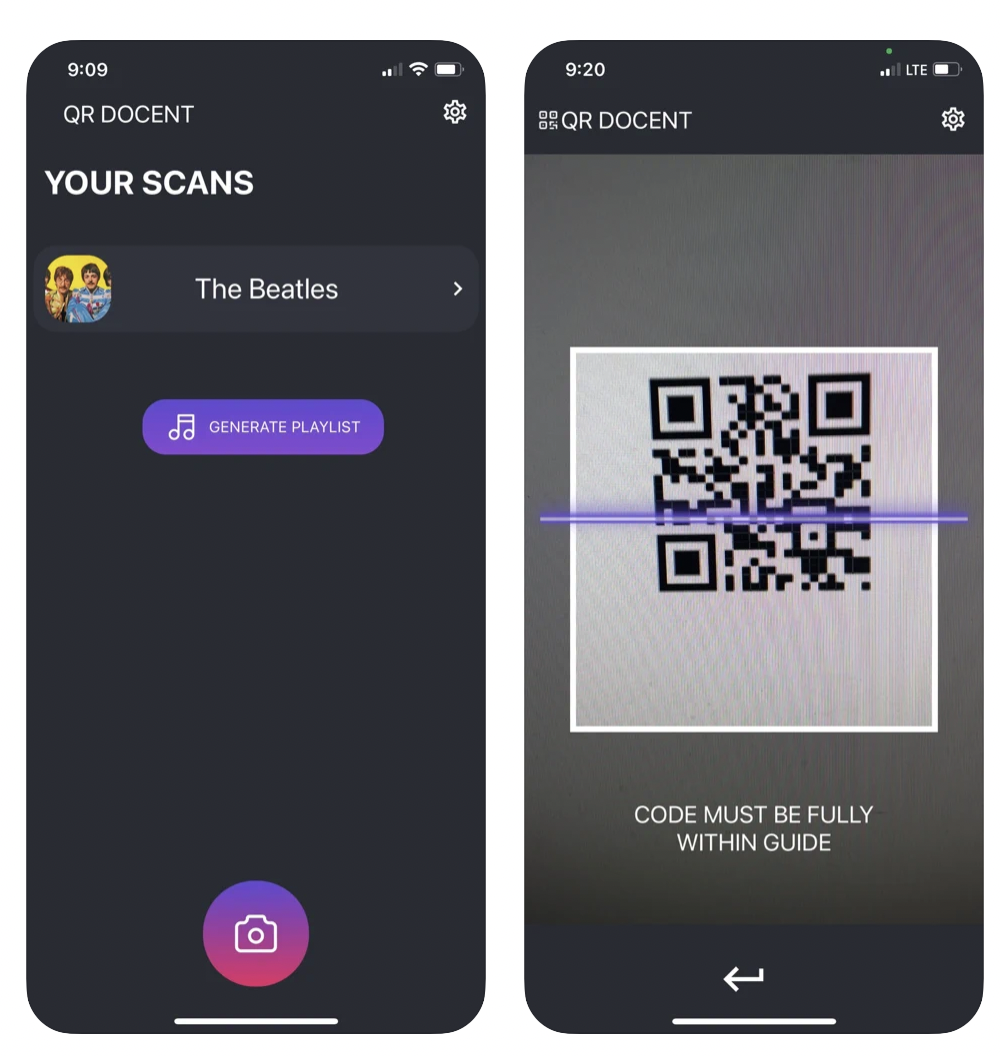 9:09
QR DOCENT
YOUR SCANS
The Beatles
GENERATE PLAYLIST
9:20
LTE
QR DOCENT
CODE MUST BE FULLY
WITHIN GUIDE